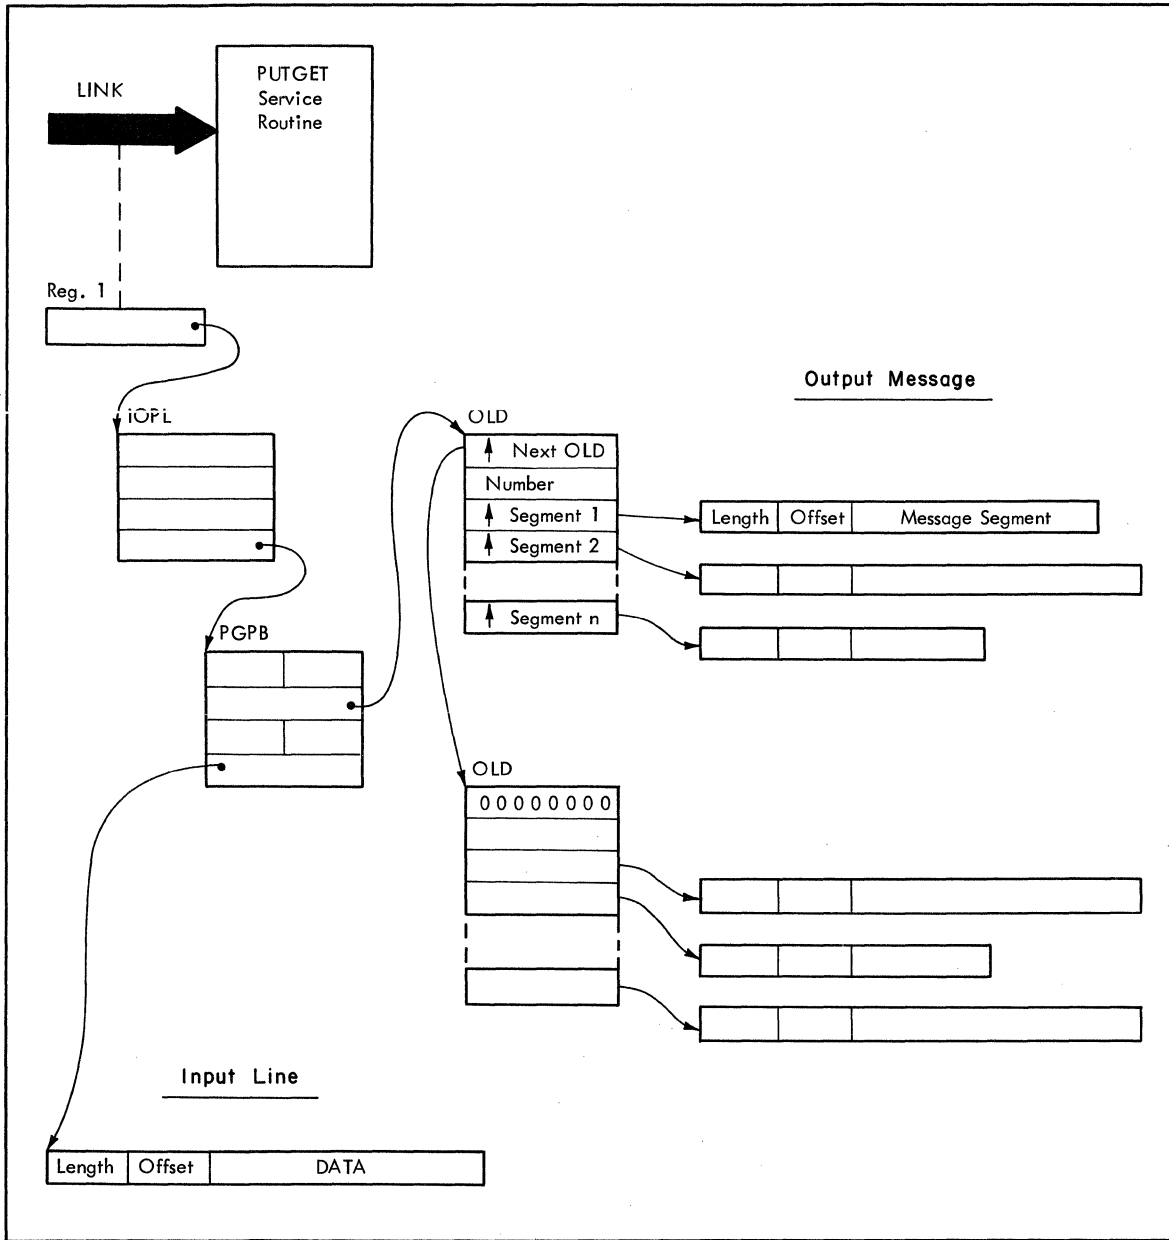 LINK
PUTGET
Service
Routine
Reg. 1
Output Message
IOPL
OLD
Next OLD
Number
Segment 1
Segment 2
Segment n
Length Offset Message Segment
PGPB
OLD
00000000
Input Line
Length Offset DATA